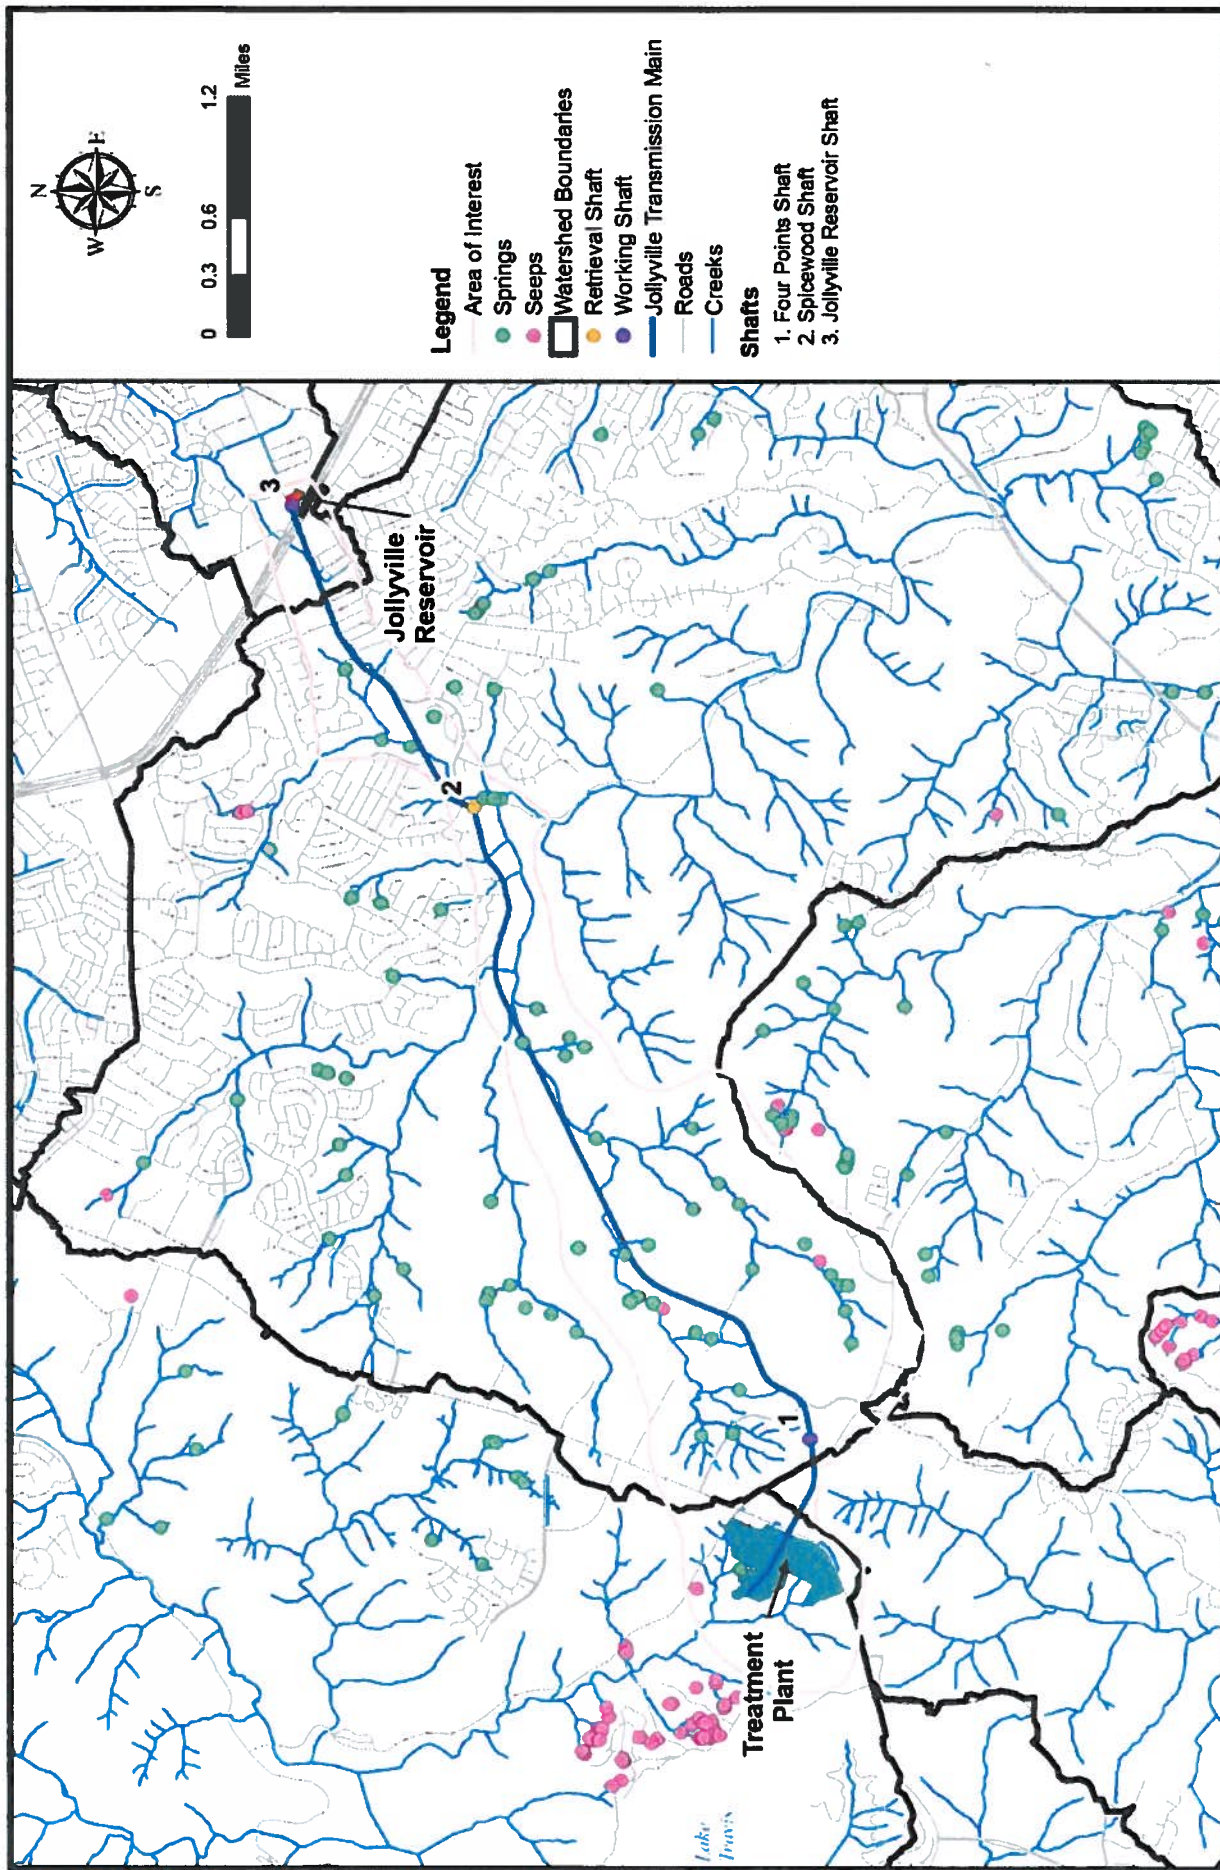 N
W
E
S
0
0.3
0.6
1.2
Miles
Legend
Area of Interest
Springs
Seeps
Watershed Boundaries
Retrieval Shaft
Working Shaft
Jollyville Transmission Main
Roads
Creeks
Shafts
1. Four Points Shaft
2. Spicewood Shaft
3. Jollyville Reservoir Shaft
3
Jollyville
Reservoir
2
1
Treatment
Plant
Lake
Travis